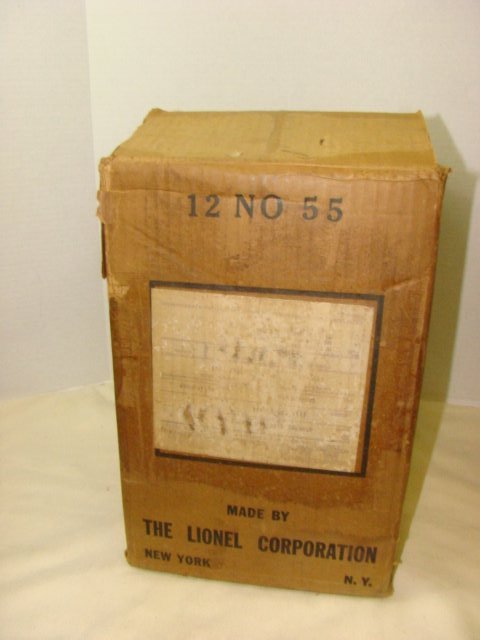 12 NO 55
MADE BY
THE LIONEL CORPORATION
NEW YORK
N. Y.